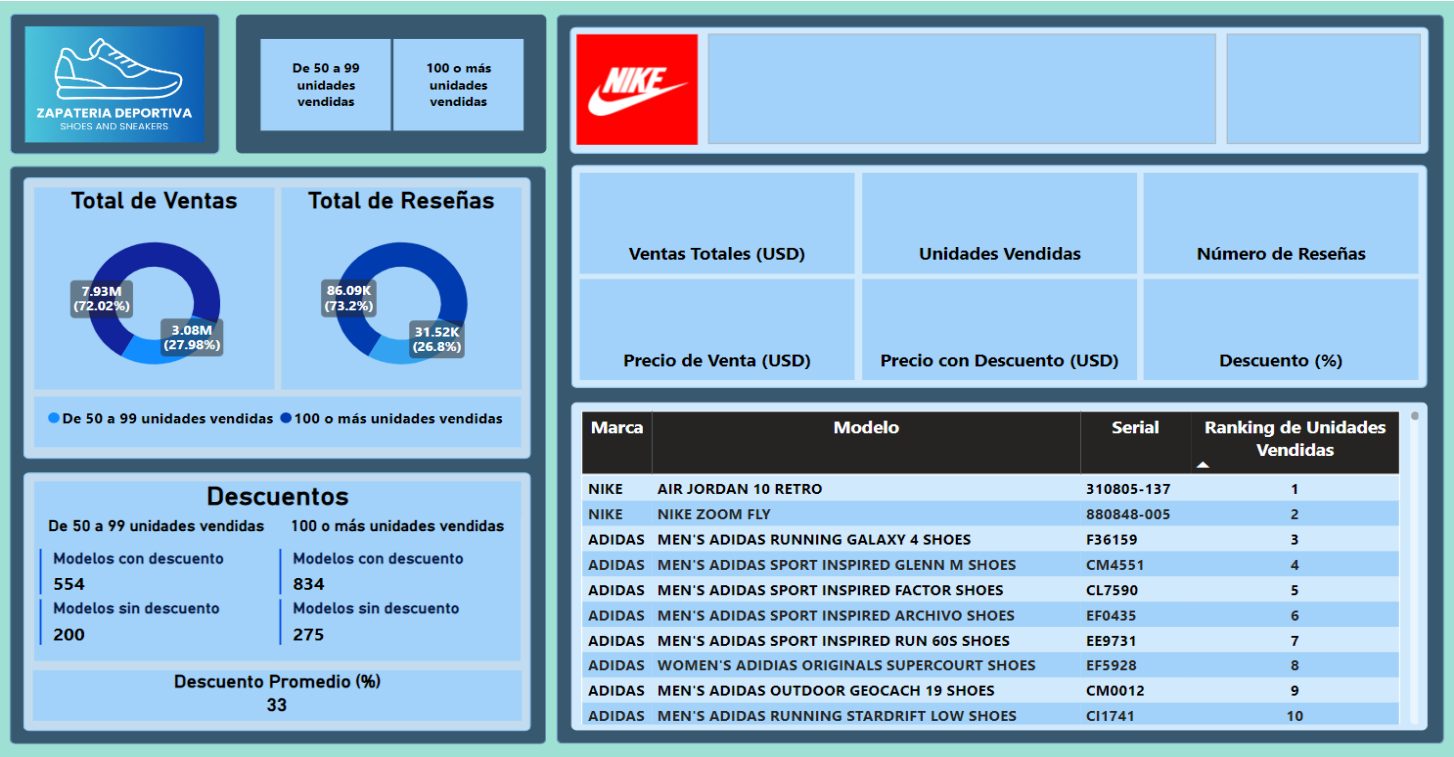 ZAPATERIA DEPORTIVA
SHOES AND SNEAKERS
De 50 a 99
unidades
vendidas
100 o más
unidades
vendidas
NIKE
Total de Ventas
7.93M
(72.02%)
3.08M
(27.98%)
Total de Reseñas
86.09K
(73.2%)
31.52K
(26.8%)
De 50 a 99 unidades vendidas 100 o más unidades vendidas
Descuentos
De 50 a 99 unidades vendidas
Modelos con descuento
554
Modelos sin descuento
200
100 o más unidades vendidas
Modelos con descuento
834
Modelos sin descuento
275
Descuento Promedio (%)
33
Ventas Totales (USD)
Unidades Vendidas
Número de Reseñas
Precio de Venta (USD)
Precio con Descuento (USD)
Descuento (%)
Marca Modelo Serial Ranking de Unidades
Vendidas
NIKE AIR JORDAN 10 RETRO 310805-137 1
NIKE NIKE ZOOM FLY 880848-005 2
ADIDAS MEN'S ADIDAS RUNNING GALAXY 4 SHOES F36159 3
ADIDAS MEN'S ADIDAS SPORT INSPIRED GLENN M SHOES CM4551 4
ADIDAS MEN'S ADIDAS SPORT INSPIRED FACTOR SHOES CL7590 5
ADIDAS MEN'S ADIDAS SPORT INSPIRED ARCHIVO SHOES EF0435 6
ADIDAS MEN'S ADIDAS SPORT INSPIRED RUN 60S SHOES EE9731 7
ADIDAS WOMEN'S ADIDIAS ORIGINALS SUPERCOURT SHOES EF5928 8
ADIDAS MEN'S ADIDAS OUTDOOR GEOCACH 19 SHOES CM0012 9
ADIDAS MEN'S ADIDAS RUNNING STARDRIFT LOW SHOES CI1741 10